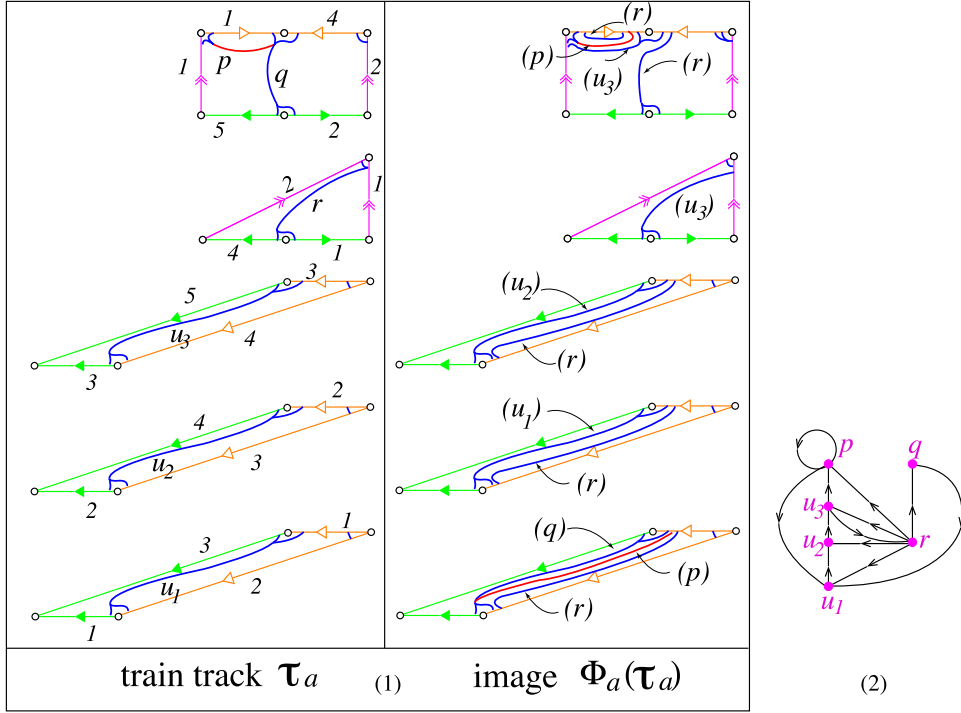 1 4
1 p q 2
5 2
2 1
r
4 1
3
5
u3 4
3
2
4
u2 3
2
1
3
u1 2
1
(r)
(p) (r)
(u3)
(u3)
(u2)
(r)
(u1)
(r)
(q)
(p)
(r)
p q
u3
u2 r
u1
train track τa (1) image Φa(τa) (2)